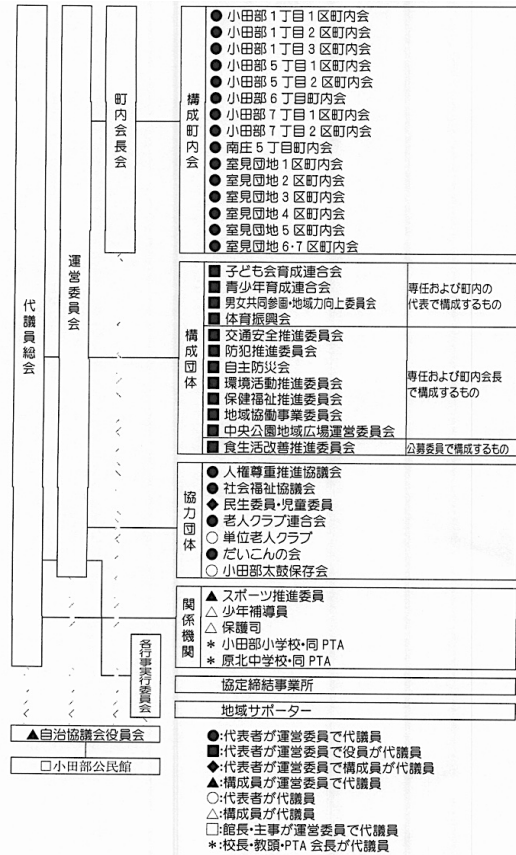 代議員総会
運営委員会
町内会長会
構成町内会
●小田部1丁目1区町内会
●小田部1丁目2区町内会
●小田部1丁目3区町内会
●小田部5丁目1区町内会
●小田部5丁目2区町内会
●小田部6丁目町内会
●小田部7丁目1区町内会
●小田部7丁目2区町内会
●南庄5丁目町内会
●室見団地1区町内会
●室見団地2区町内会
●室見団地3区町内会
●室見団地4区町内会
●室見団地5区町内会
●室見団地6・7区町内会
構成団体
■子ども会育成連合会
■青少年育成連合会
■男女共同参画・地域力向上委員会
■体育振興会
専任および町内の
代表で構成するもの
■交通安全推進委員会
■防犯推進委員会
■自主防災会
■環境活動推進委員会
■保健福祉推進委員会
■地域協働事業委員会
■中央公園地域広場運営委員会
専任および町内会長
で構成するもの
■食生活改善推進委員会
公募委員で構成するもの
協力団体
●人権尊重推進協議会
●社会福祉協議会
◆民生委員・児童委員
●老人クラブ連合会
○単位老人クラブ
●だいこんの会
○小田部太鼓保存会
関係機関
▲スポーツ推進委員
△少年補導員
△保護司
＊小田部小学校・同PTA
＊原北中学校・同PTA
各行事実行委員会
協定締結事業所
地域サポーター
▲自治協議会役員会
□小田部公民館
●:代表者が運営委員で代議員
■:代表者が運営委員で役員が代議員
◆:代表者が運営委員で構成員が代議員
▲:構成員が運営委員で代議員
○:代表者が代議員
△:構成員が代議員
□:館長・主事が運営委員で代議員
＊:校長・教頭・PTA会長が代議員